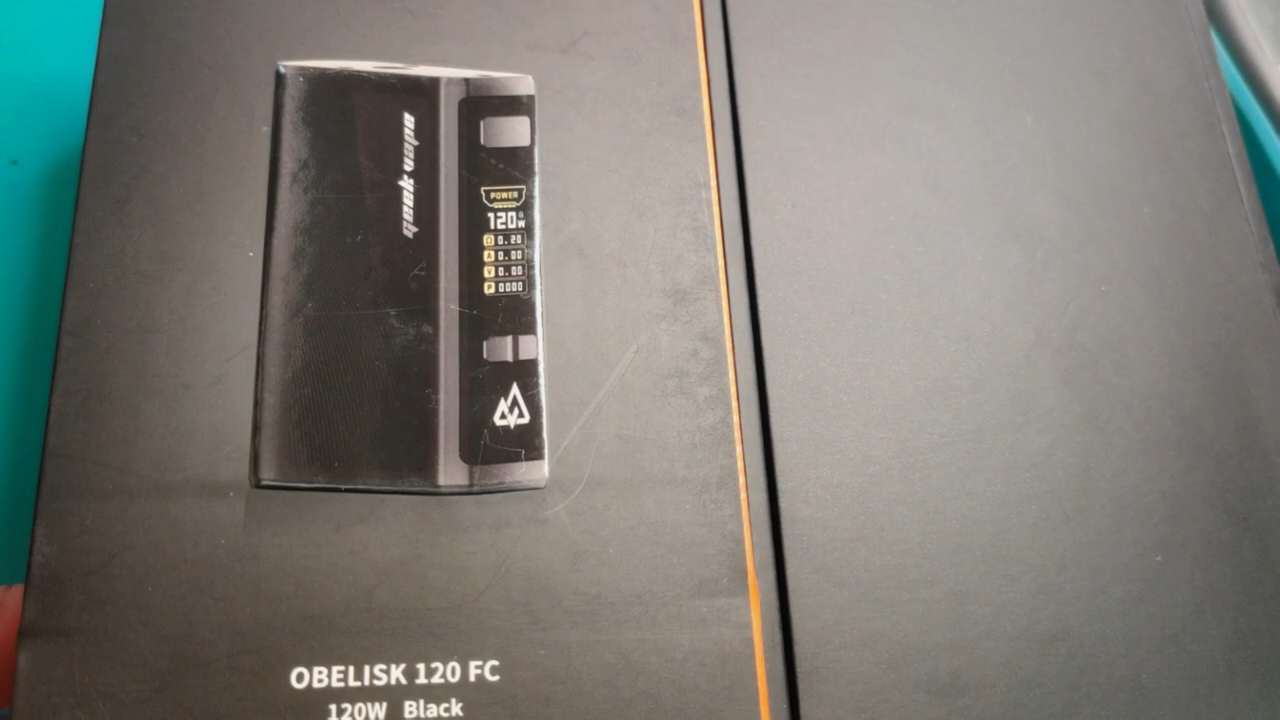 geek vape
POWER
120W
Ω 0.20
A 0.00
V 0.00
P 0000
OBELISK 120 FC
120W Black